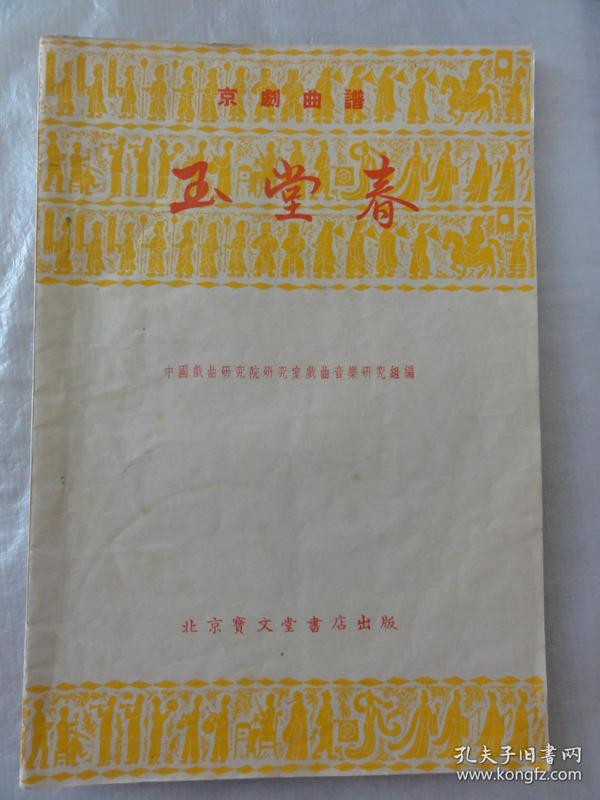 京劇曲譜
玉堂春
中國戲曲研究院研究室戲曲音樂研究組編
北京寶文堂書店出版
孔夫子旧书网
www.kongfz.com